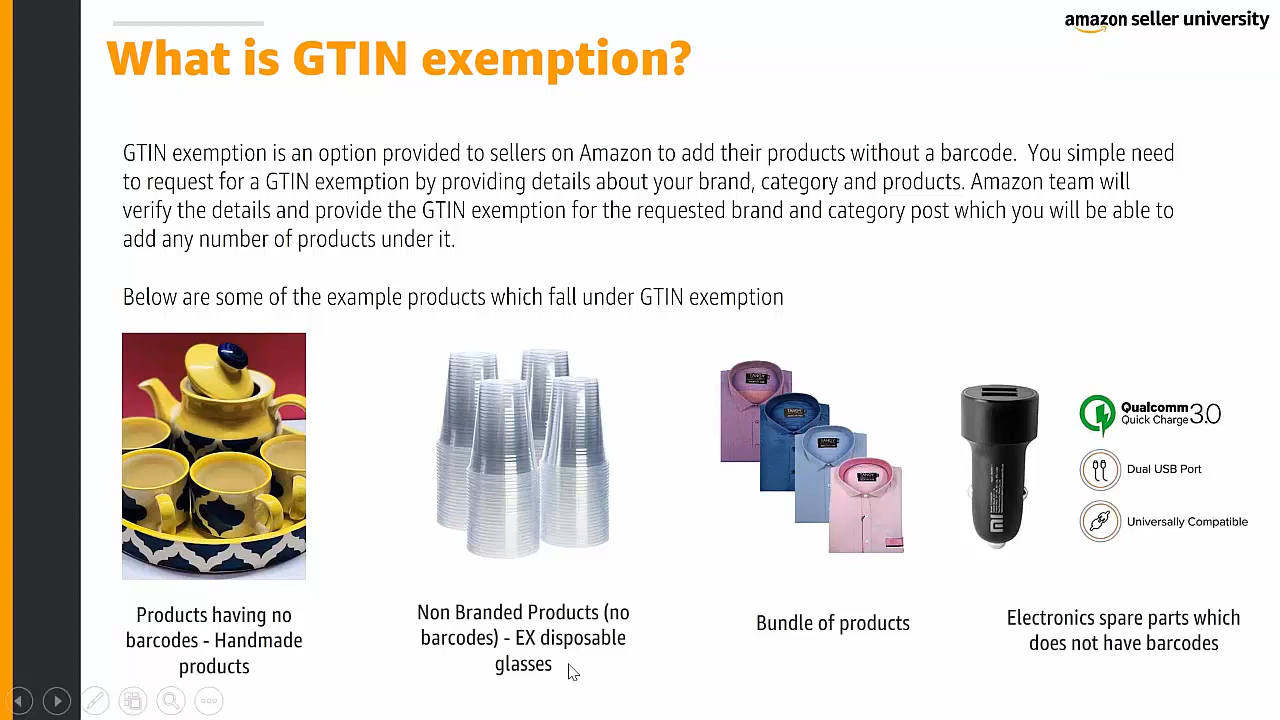 amazon seller university
What is GTIN exemption?
GTIN exemption is an option provided to sellers on Amazon to add their products without a barcode. You simple need
to request for a GTIN exemption by providing details about your brand, category and products. Amazon team will
verify the details and provide the GTIN exemption for the requested brand and category post which you will be able to
add any number of products under it.
Below are some of the example products which fall under GTIN exemption
TANGY
TANGY
TANGY
TANGY
Qualcomm
Quick Charge 3.0
Dual USB Port
Universally Compatible
Products having no
barcodes - Handmade
products
Non Branded Products (no
barcodes) - EX disposable
glasses
Bundle of products
Electronics spare parts which
does not have barcodes